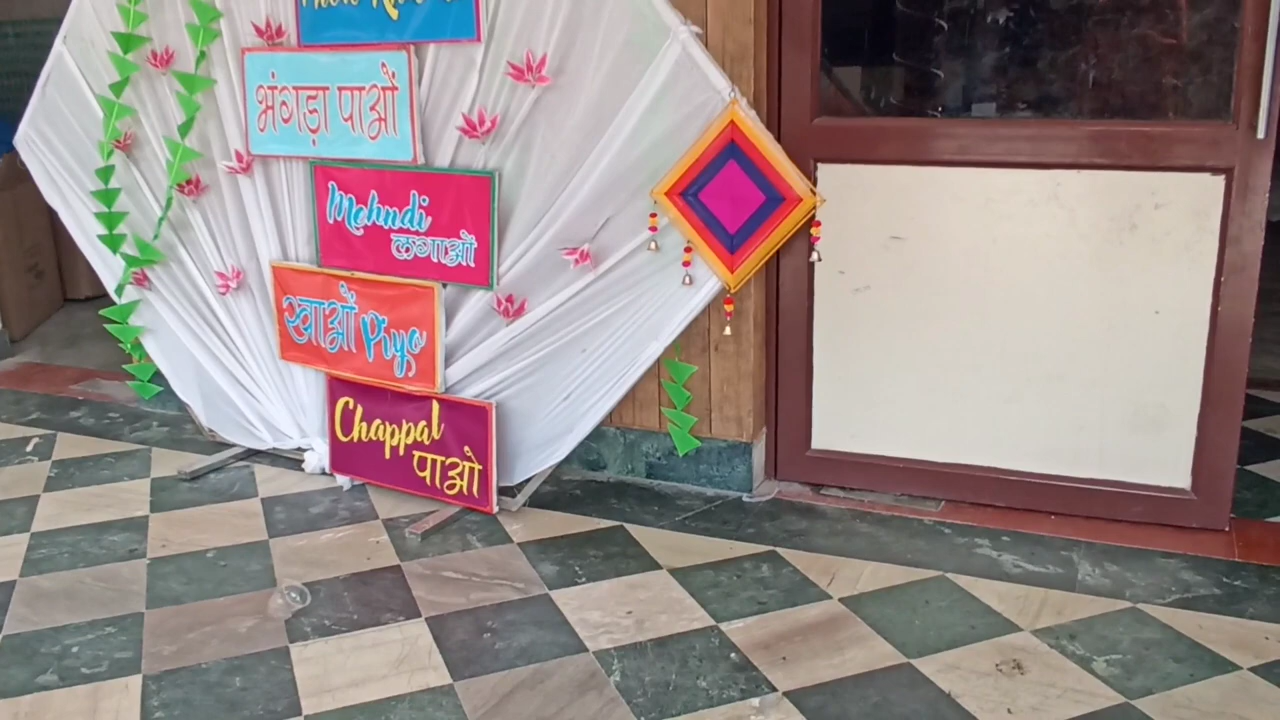 भंगड़ा पाओं
Mehndi
लगाओं
खाओं Piyo
Chappal
पाओ